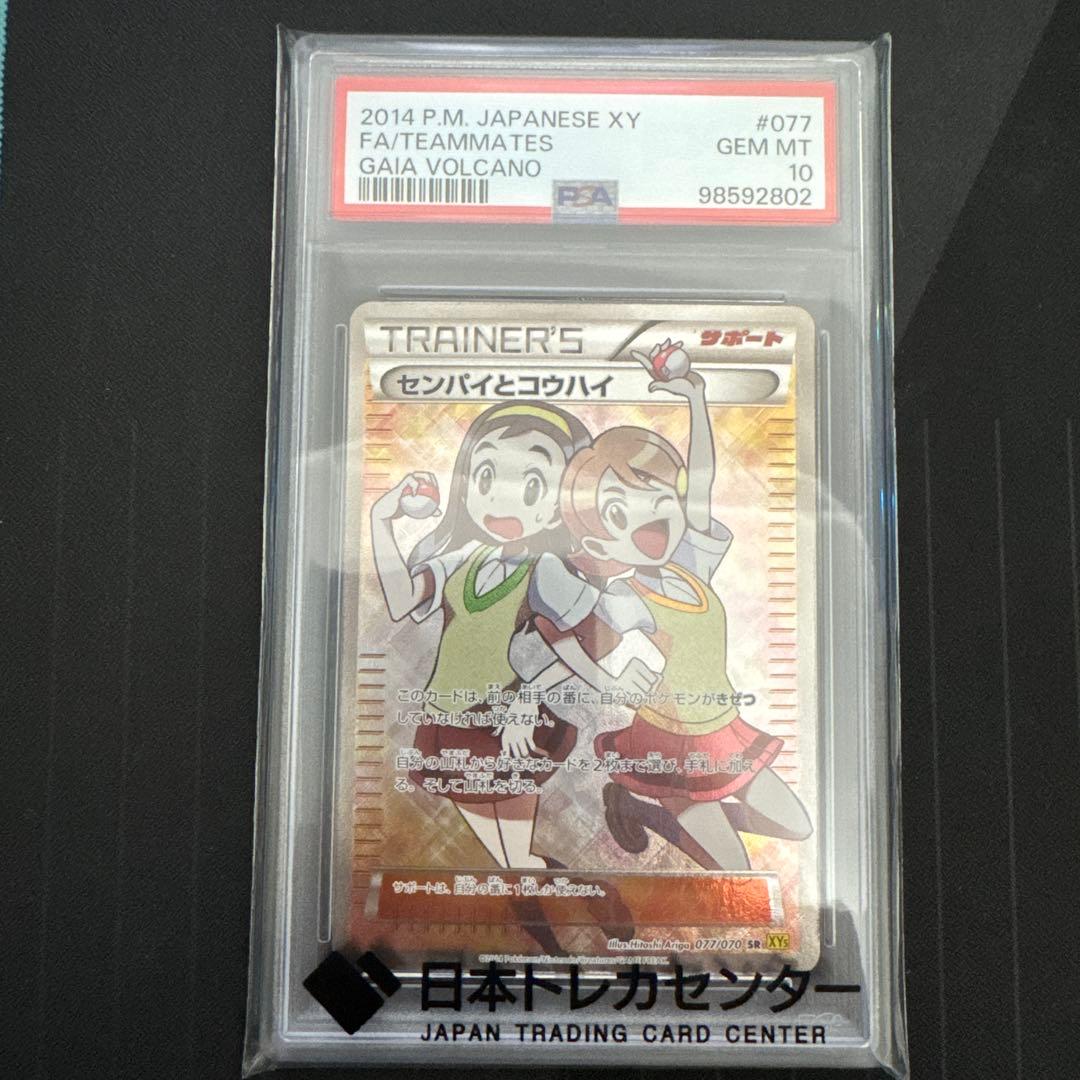 2014 P.M. JAPANESE XY #077
FA/TEAMMATES GEM MT
GAIA VOLCANO 10
PSA 98592802
TRAINER'S サポート
センパイとコウハイ
このカードは、前の相手の番に、自分のポケモンがきぜつ
していなければ使えない。
自分の山札から好きなカードを2枚まで選び、手札に加え
る。そして山札を切る。
サポートは、自分の番に1枚しか使えない。
Illus. Hitoshi Ariga 077/070 SR XY5
©2014 Pokémon/Nintendo/Creatures/GAME FREAK.
日本トレカセンター
JAPAN TRADING CARD CENTER